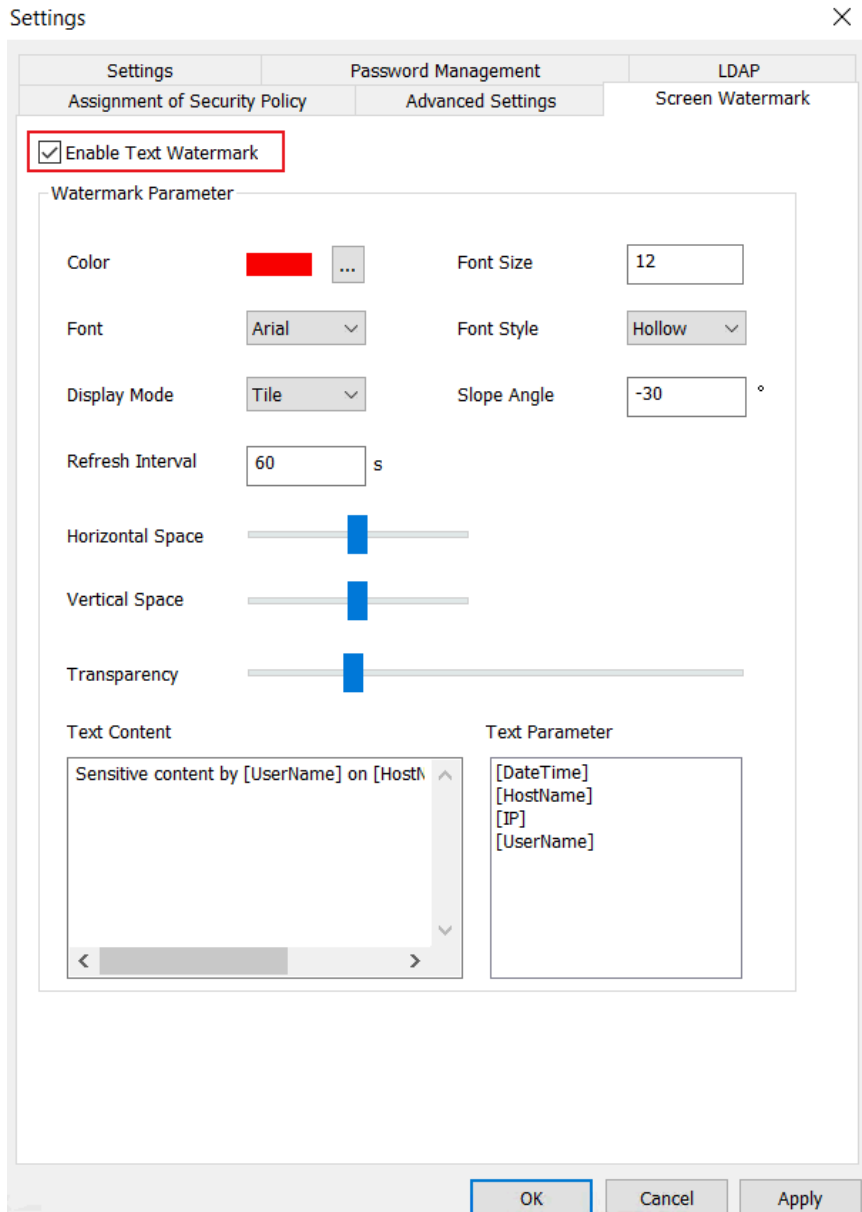 Settings
Settings Password Management LDAP
Assignment of Security Policy Advanced Settings Screen Watermark
Enable Text Watermark
Watermark Parameter
Color ... Font Size 12
Font Arial Font Style Hollow
Display Mode Tile Slope Angle -30 °
Refresh Interval 60 s
Horizontal Space
Vertical Space
Transparency
Text Content Text Parameter
Sensitive content by [UserName] on [HostN [DateTime]
[HostName]
[IP]
[UserName]
OK Cancel Apply